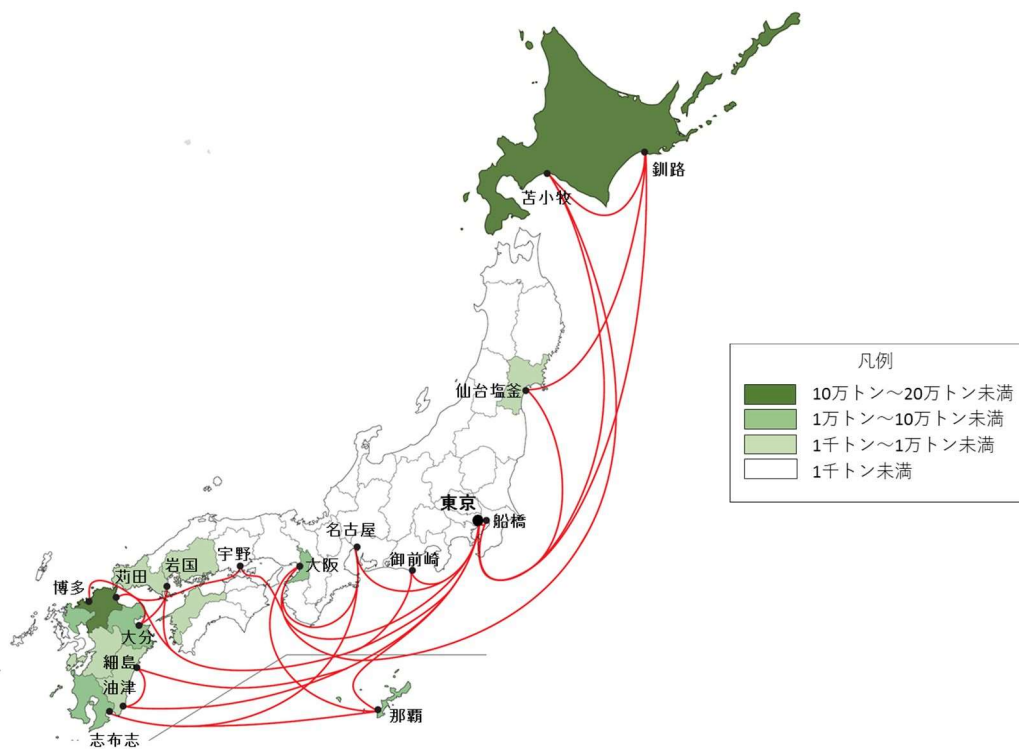 釧路
苫小牧
仙台塩釜
凡例
10万トン～20万トン未満
1万トン～10万トン未満
1千トン～1万トン未満
1千トン未満
東京
船橋
名古屋
御前崎
大阪
宇野
岩国
苅田
博多
大分
細島
油津
志布志
那覇